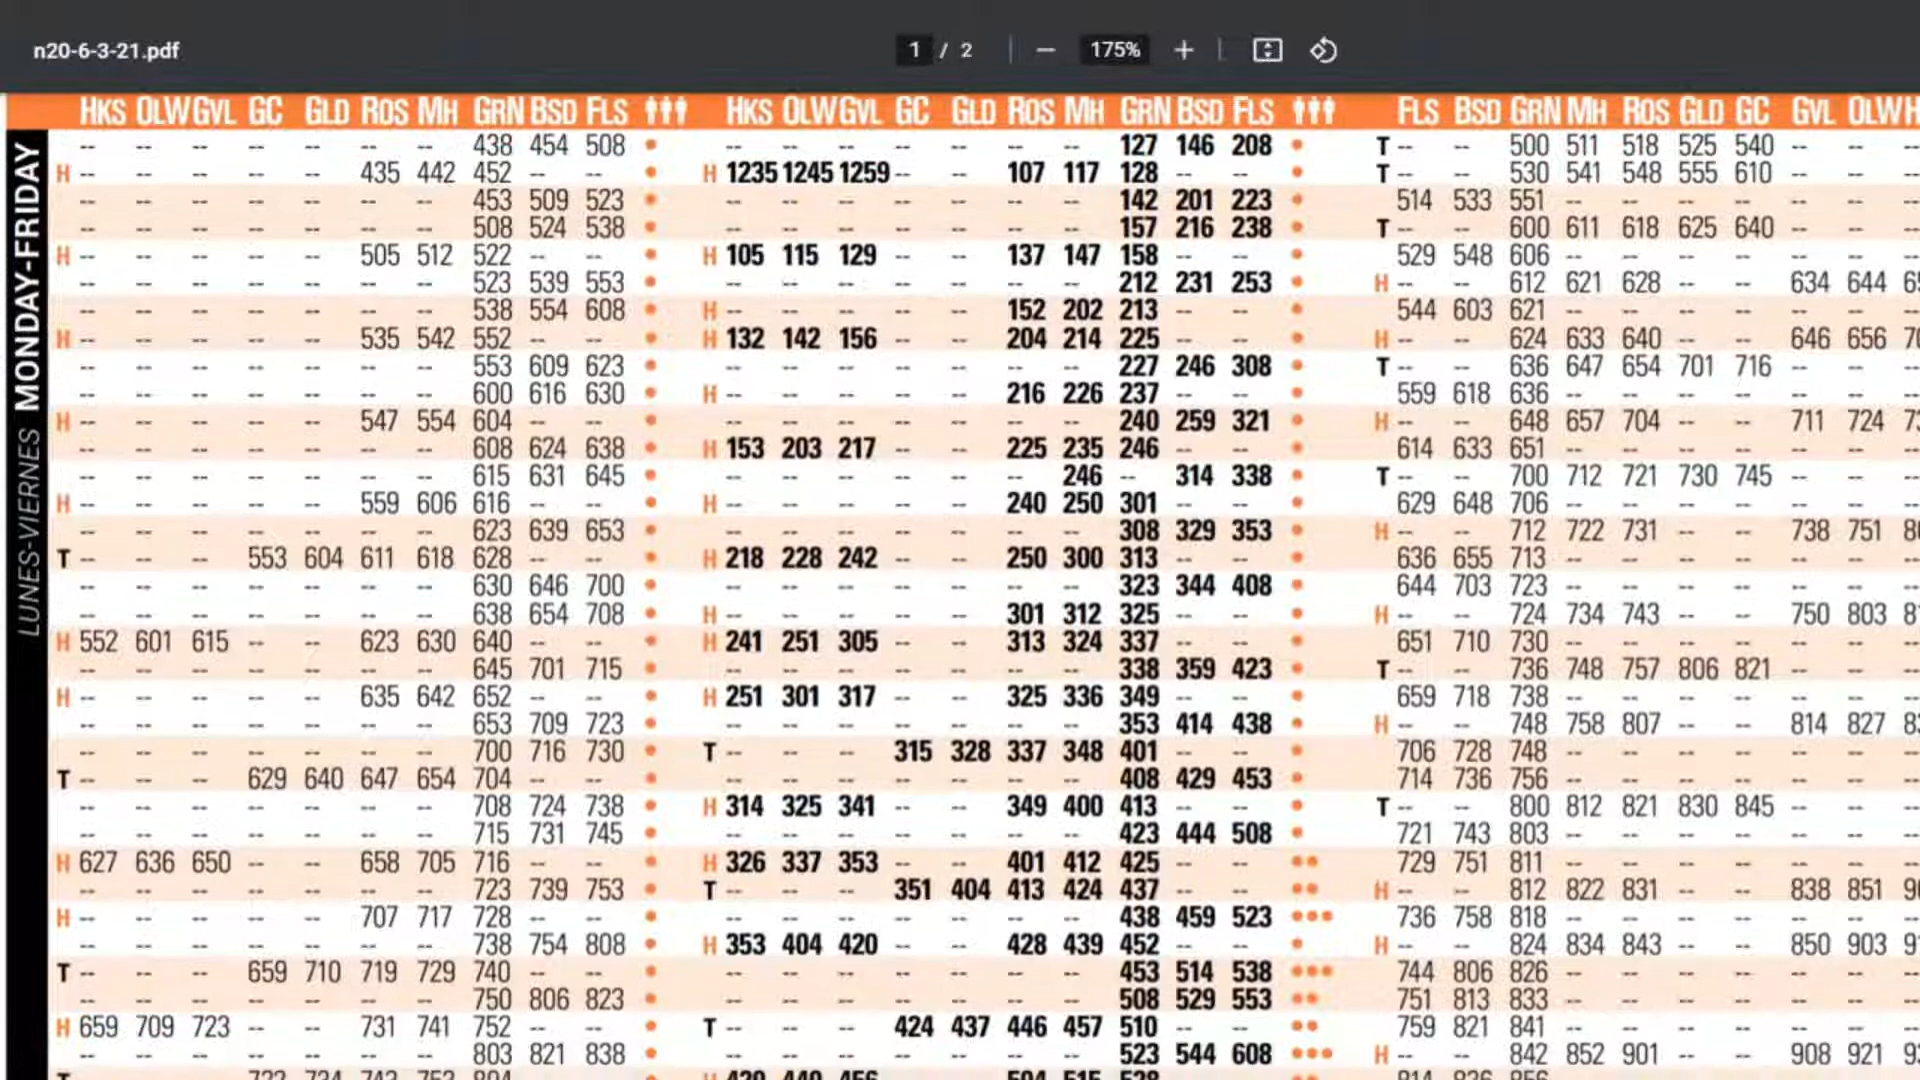 n20-6-3-21.pdf 1 / 2 175%
HKS OLW GVL GC GLD ROS MH GRN BSD FLS HKS OLW GVL GC GLD ROS MH GRN BSD FLS FLS BSD GRN MH ROS GLD GC GVL OLW
LUNES-VIERNES MONDAY-FRIDAY
-- -- -- -- -- -- -- 438 454 508 • -- -- -- -- -- -- -- 127 146 208 • T -- -- 500 511 518 525 540 -- -- --
H -- -- -- -- -- 435 442 452 -- -- • H 1235 1245 1259 -- -- 107 117 128 -- -- • T -- -- 530 541 548 555 610 -- -- --
-- -- -- -- -- -- -- 453 509 523 • -- -- -- -- -- -- -- 142 201 223 • 514 533 551 -- -- -- -- -- -- --
-- -- -- -- -- -- -- 508 524 538 • -- -- -- -- -- -- -- 157 216 238 • T -- -- 600 611 618 625 640 -- -- --
H -- -- -- -- -- 505 512 522 -- -- • H 105 115 129 -- -- 137 147 158 -- -- • 529 548 606 -- -- -- -- -- -- --
-- -- -- -- -- -- -- 523 539 553 • -- -- -- -- -- -- -- 212 231 253 • H -- -- 612 621 628 -- -- 634 644
-- -- -- -- -- -- -- 538 554 608 • H -- -- -- -- -- 152 202 213 -- -- • 544 603 621 -- -- -- -- -- -- --
H -- -- -- -- -- 535 542 552 -- -- • H 132 142 156 -- -- 204 214 225 -- -- • H -- -- 624 633 640 -- -- 646 656
-- -- -- -- -- -- -- 553 609 623 • -- -- -- -- -- -- -- 227 246 308 • T -- -- 636 647 654 701 716 -- -- --
-- -- -- -- -- -- -- 600 616 630 • H -- -- -- -- -- 216 226 237 -- -- • 559 618 636 -- -- -- -- -- -- --
H -- -- -- -- -- 547 554 604 -- -- • -- -- -- -- -- -- -- 240 259 321 • H -- -- 648 657 704 -- -- 711 724
-- -- -- -- -- -- -- 608 624 638 • H 153 203 217 -- -- 225 235 246 -- -- • 614 633 651 -- -- -- -- -- -- --
-- -- -- -- -- -- -- 615 631 645 • -- -- -- -- -- -- 246 -- 314 338 • T -- -- 700 712 721 730 745 -- -- --
H -- -- -- -- -- 559 606 616 -- -- • H -- -- -- -- -- 240 250 301 -- -- • 629 648 706 -- -- -- -- -- -- --
-- -- -- -- -- -- -- 623 639 653 • -- -- -- -- -- -- -- 308 329 353 • H -- -- 712 722 731 -- -- 738 751
T -- -- -- 553 604 611 618 628 -- -- • H 218 228 242 -- -- 250 300 313 -- -- • 636 655 713 -- -- -- -- -- -- --
-- -- -- -- -- -- -- 630 646 700 • -- -- -- -- -- -- -- 323 344 408 • 644 703 723 -- -- -- -- -- -- --
-- -- -- -- -- -- -- 638 654 708 • H -- -- -- -- -- 301 312 325 -- -- • H -- -- 724 734 743 -- -- 750 803
H 552 601 615 -- -- 623 630 640 -- -- • H 241 251 305 -- -- 313 324 337 -- -- • 651 710 730 -- -- -- -- -- -- --
-- -- -- -- -- -- -- 645 701 715 • -- -- -- -- -- -- -- 338 359 423 • T -- -- 736 748 757 806 821 -- -- --
H -- -- -- -- -- 635 642 652 -- -- • H 251 301 317 -- -- 325 336 349 -- -- • 659 718 738 -- -- -- -- -- -- --
-- -- -- -- -- -- -- 653 709 723 • -- -- -- -- -- -- -- 353 414 438 • H -- -- 748 758 807 -- -- 814 827
-- -- -- -- -- -- -- 700 716 730 • T -- -- -- 315 328 337 348 401 -- -- • 706 728 748 -- -- -- -- -- -- --
T -- -- -- 629 640 647 654 704 -- -- • -- -- -- -- -- -- -- 408 429 453 • 714 736 756 -- -- -- -- -- -- --
-- -- -- -- -- -- -- 708 724 738 • H 314 325 341 -- -- 349 400 413 -- -- • T -- -- 800 812 821 830 845 -- -- --
-- -- -- -- -- -- -- 715 731 745 • -- -- -- -- -- -- -- 423 444 508 • 721 743 803 -- -- -- -- -- -- --
H 627 636 650 -- -- 658 705 716 -- -- • H 326 337 353 -- -- 401 412 425 -- -- •• 729 751 811 -- -- -- -- -- -- --
-- -- -- -- -- -- -- 723 739 753 • T -- -- -- 351 404 413 424 437 -- -- •• H -- -- 812 822 831 -- -- 838 851
H -- -- -- -- -- 707 717 728 -- -- • -- -- -- -- -- -- -- 438 459 523 ••• 736 758 818 -- -- -- -- -- -- --
-- -- -- -- -- -- -- 738 754 808 • H 353 404 420 -- -- 428 439 452 -- -- • H -- -- 824 834 843 -- -- 850 903
T -- -- -- 659 710 719 729 740 -- -- • -- -- -- -- -- -- -- 453 514 538 ••• 744 806 826 -- -- -- -- -- -- --
-- -- -- -- -- -- -- 750 806 823 • -- -- -- -- -- -- -- 508 529 553 •• 751 813 833 -- -- -- -- -- -- --
H 659 709 723 -- -- 731 741 752 -- -- • T -- -- -- 424 437 446 457 510 -- -- •• 759 821 841 -- -- -- -- -- -- --
-- -- -- -- -- -- -- 803 821 838 • -- -- -- -- -- -- -- 523 544 608 ••• H -- -- 842 852 901 -- -- 908 921